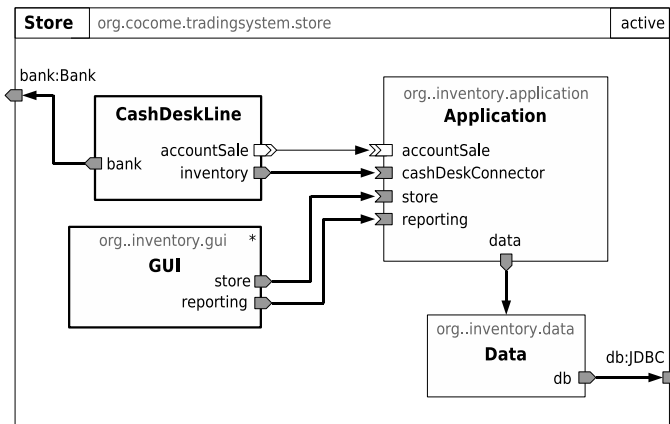 Store org.cocome.tradingsystem.store active
bank:Bank
CashDeskLine
accountSale
bank
inventory
org..inventory.application
Application
accountSale
cashDeskConnector
store
reporting
data
org..inventory.gui *
GUI
store
reporting
org..inventory.data
Data
db
db:JDBC